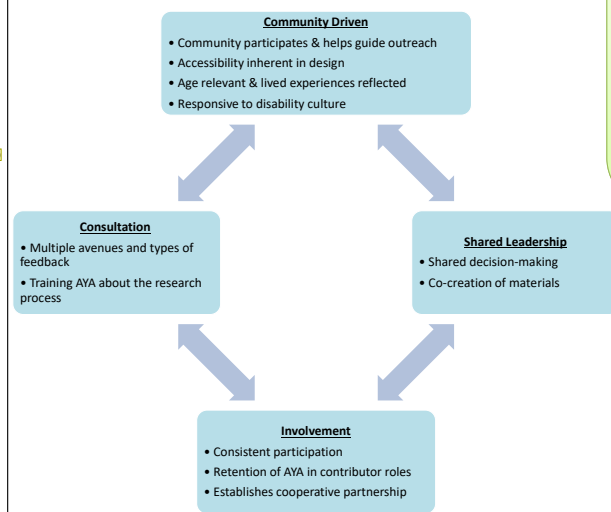 Community Driven
• Community participates & helps guide outreach
• Accessibility inherent in design
• Age relevant & lived experiences reflected
• Responsive to disability culture
Consultation
• Multiple avenues and types of
feedback
• Training AYA about the research
process
Shared Leadership
• Shared decision-making
• Co-creation of materials
Involvement
• Consistent participation
• Retention of AYA in contributor roles
• Establishes cooperative partnership